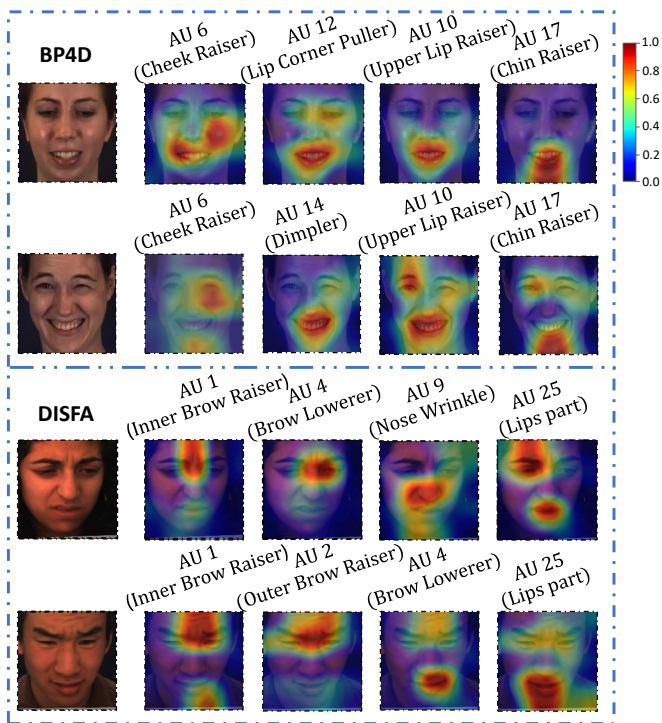 BP4D
AU 6
(Cheek Raiser)
AU 12
(Lip Corner Puller)
AU 10
(Upper Lip Raiser)
AU 17
(Chin Raiser)
1.0
0.8
0.6
0.4
0.2
0.0
AU 6
(Cheek Raiser)
AU 14
(Dimpler)
AU 10
(Upper Lip Raiser)
AU 17
(Chin Raiser)
DISFA
AU 1
(Inner Brow Raiser)
AU 4
(Brow Lowerer)
AU 9
(Nose Wrinkle)
AU 25
(Lips part)
AU 1
(Inner Brow Raiser)
AU 2
(Outer Brow Raiser)
AU 4
(Brow Lowerer)
AU 25
(Lips part)